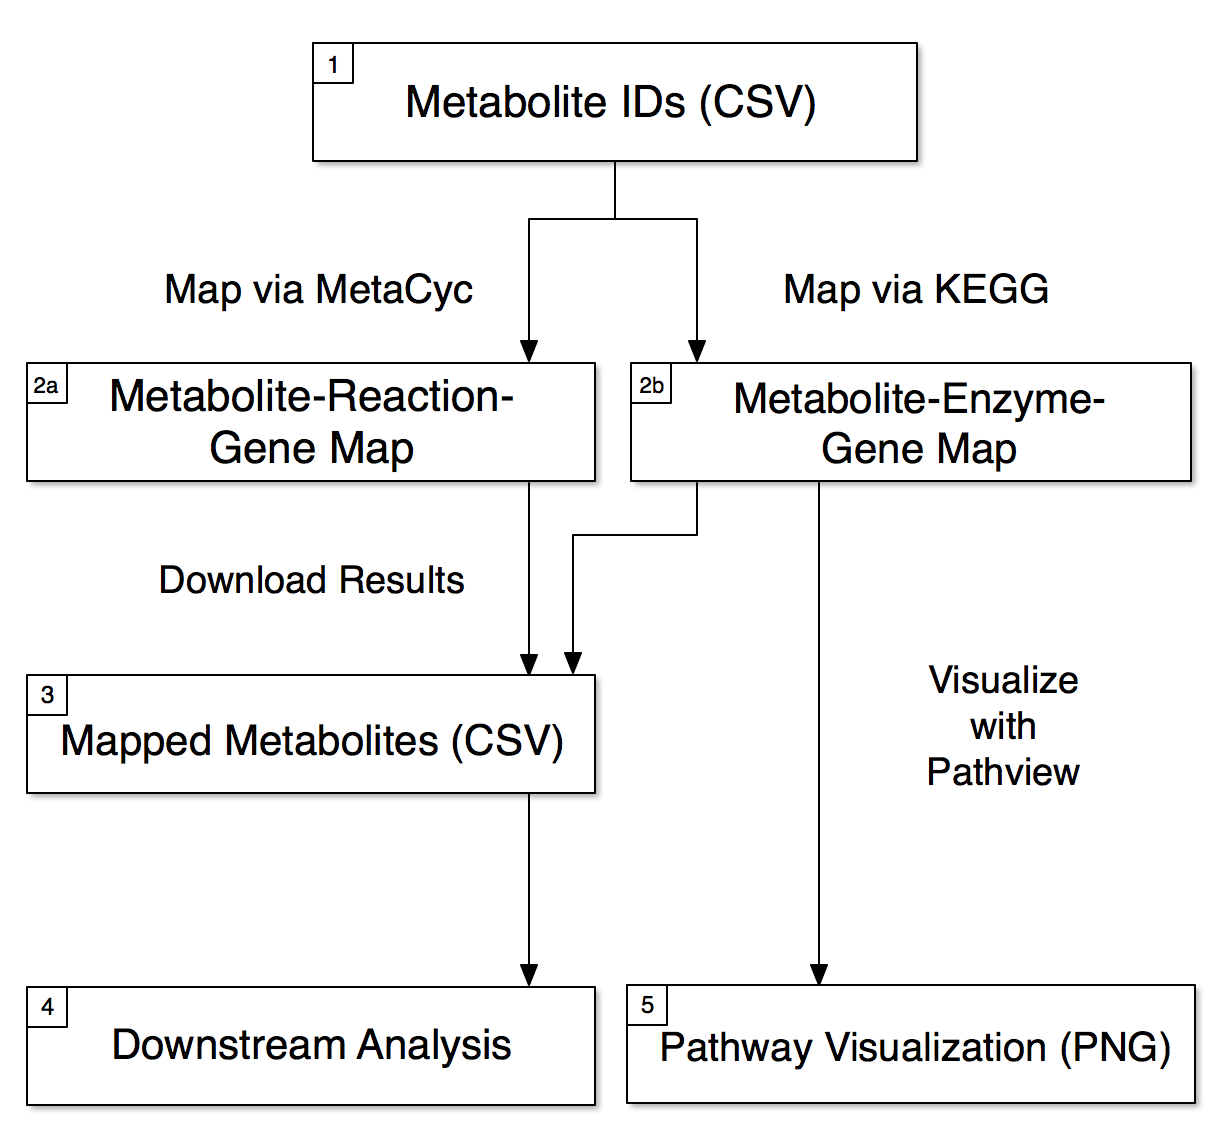 1
Metabolite IDs (CSV)
Map via MetaCyc
Map via KEGG
2a
Metabolite-Reaction-
Gene Map
2b
Metabolite-Enzyme-
Gene Map
Download Results
3
Mapped Metabolites (CSV)
Visualize
with
Pathview
4
Downstream Analysis
5
Pathway Visualization (PNG)